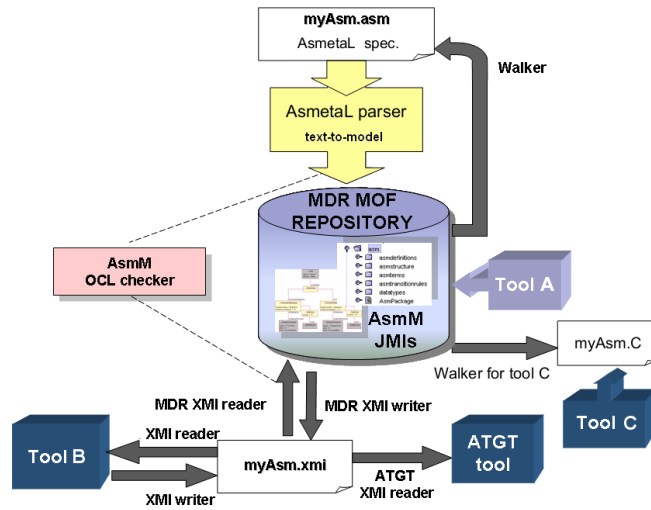 myAsm.asm
AsmetaL spec.
Walker
AsmetaL parser
text-to-model
MDR MOF
REPOSITORY
asm
asmdefinitions
asmstructure
asmterms
asmtransitionrules
datatypes
AsmPackage
AsmM
OCL checker
Tool A
AsmM
JMIs
myAsm.C
Walker for tool C
MDR XMI reader
MDR XMI writer
Tool C
XMI reader
Tool B
myAsm.xmi
ATGT
tool
ATGT
XMI reader
XMI writer